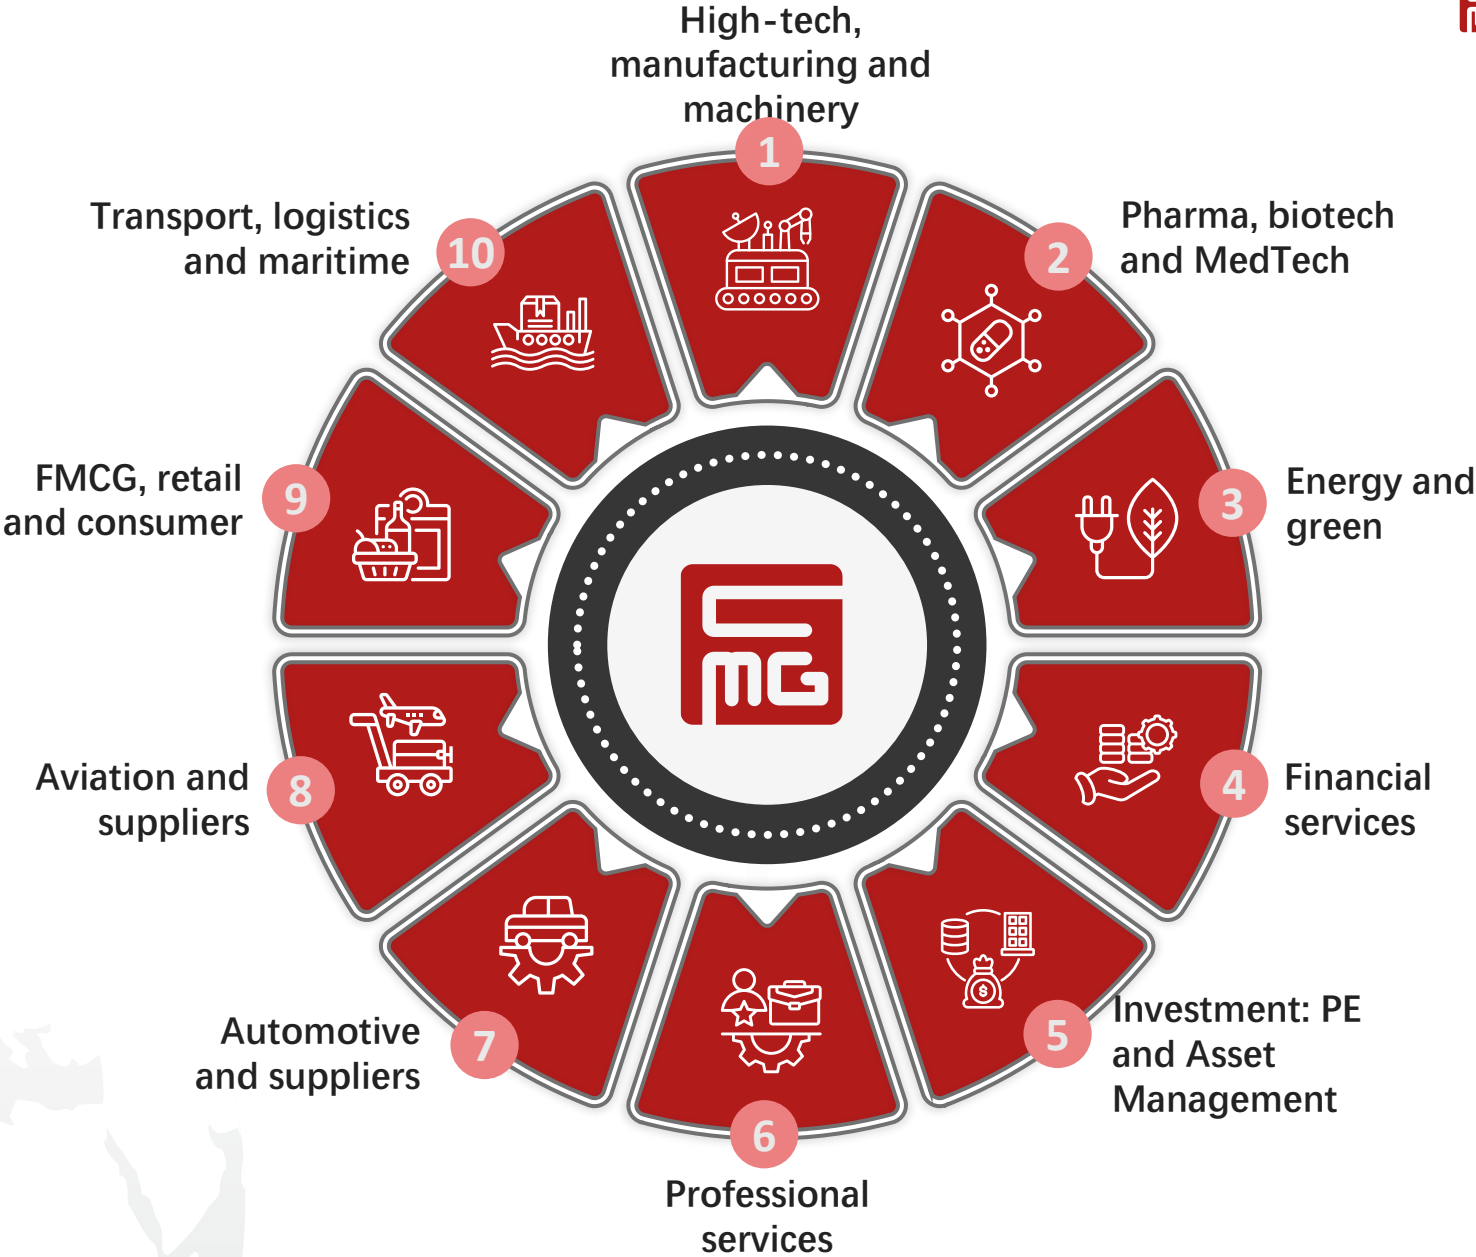 High-tech,
manufacturing and
machinery
1
Pharma, biotech
and MedTech
2
Energy and
green
3
Financial
services
4
Investment: PE
and Asset
Management
5
Professional
services
6
Automotive
and suppliers
7
Aviation and
suppliers
8
FMCG, retail
and consumer
9
Transport, logistics
and maritime
10
CMG
$